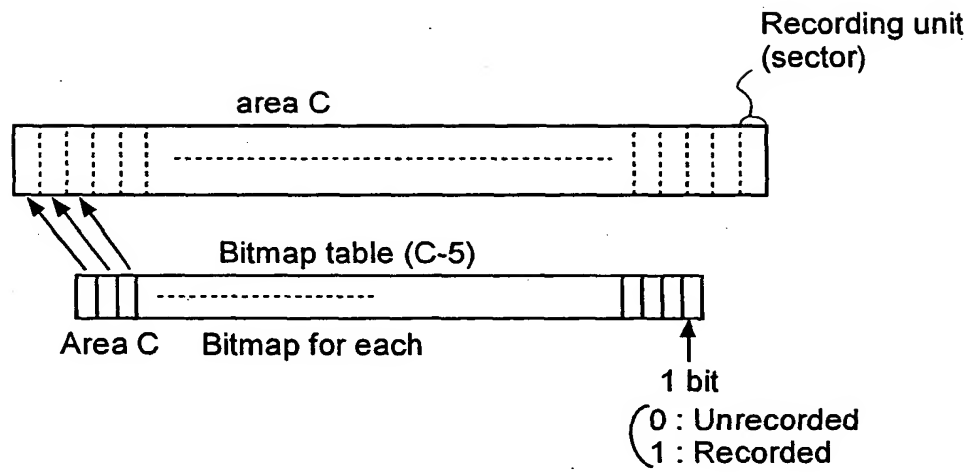 Recording unit
(sector)
area C
Bitmap table (C-5)
Area C
Bitmap for each
1 bit
0 : Unrecorded
1 : Recorded